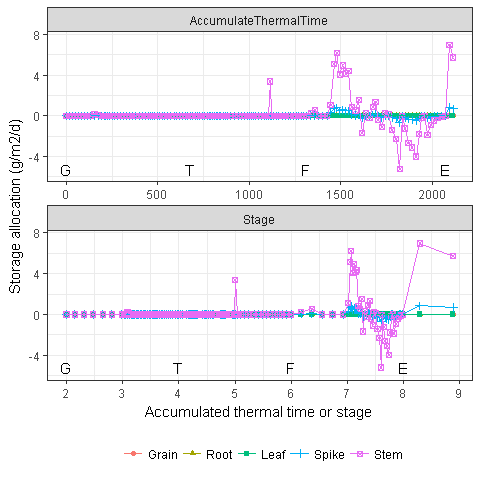 AccumulateThermalTime
8
4
0
-4
G T F E
0 500 1000 1500 2000
Storage allocation (g/m2/d)
Stage
8
4
0
-4
G T F E
2 3 4 5 6 7 8 9
Accumulated thermal time or stage
Grain Root Leaf Spike Stem